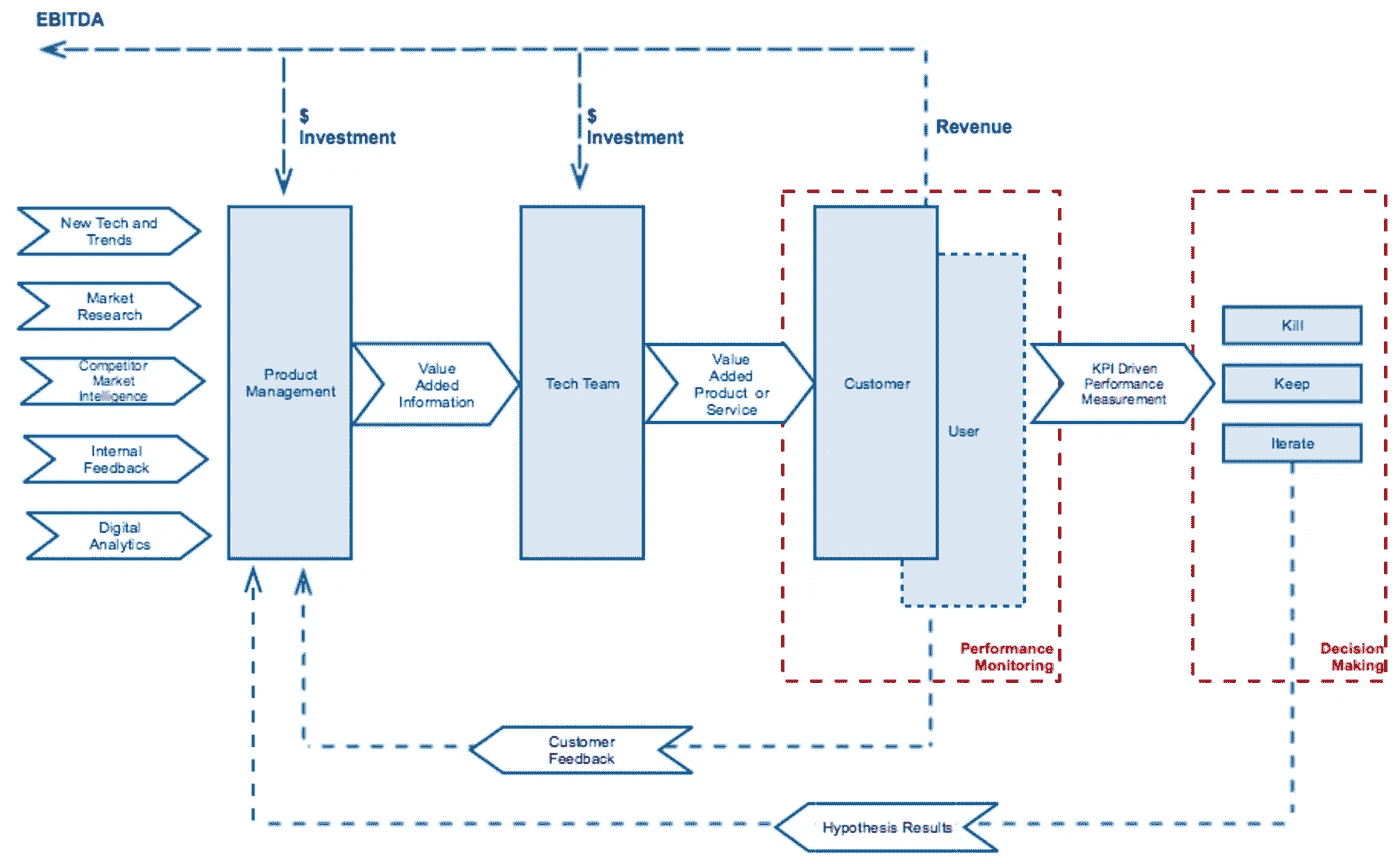 EBITDA
$
Investment
$
Investment
Revenue
New Tech and
Trends
Market
Research
Competitor
Market
Intelligence
Internal
Feedback
Digital
Analytics
Product
Management
Value
Added
Information
Tech Team
Value
Added
Product or
Service
Customer
User
KPI Driven
Performance
Measurement
Kill
Keep
Iterate
Performance
Monitoring
Decision
Making
Customer
Feedback
Hypothesis Results